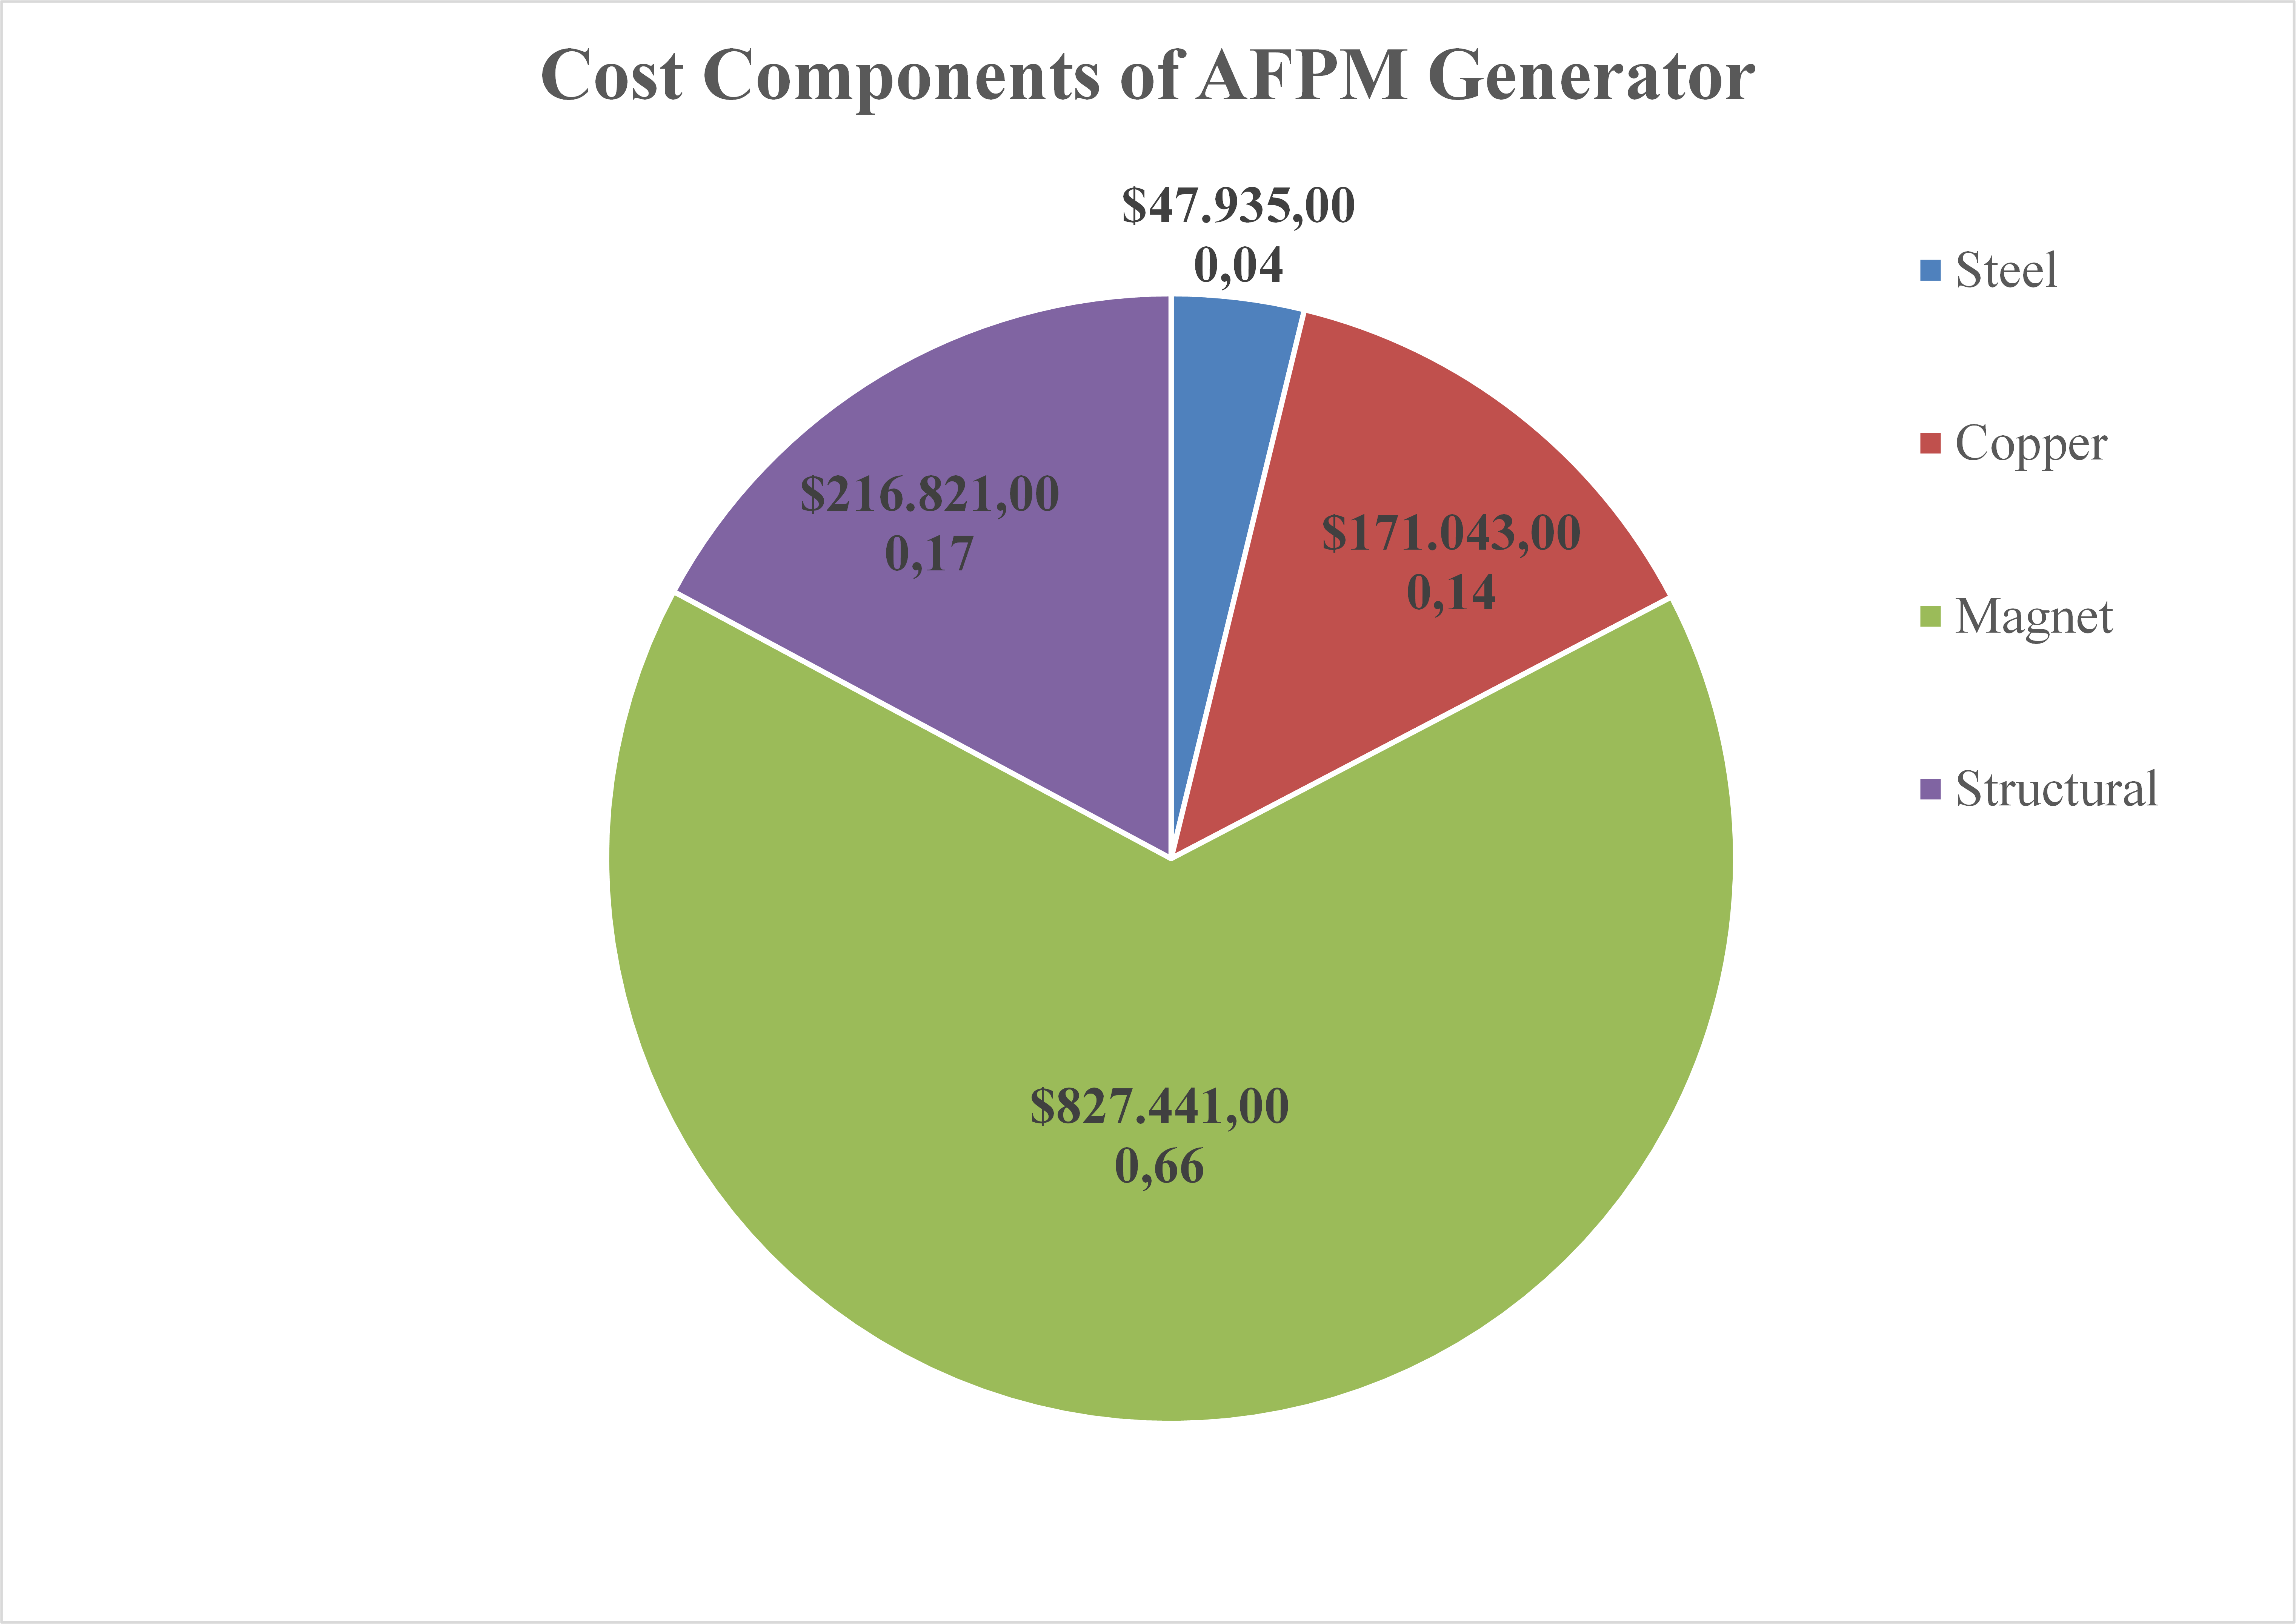 Cost Components of AFPM Generator
$47.935,00
0,04
$216.821,00
0,17
$171.043,00
0,14
$827.441,00
0,66
Steel
Copper
Magnet
Structural